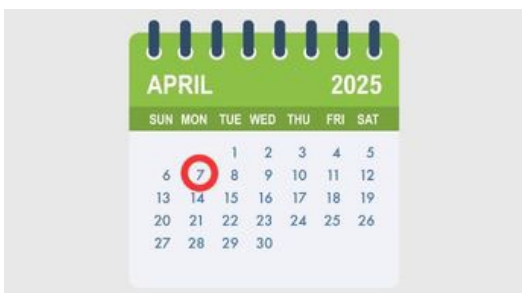 APRIL 2025
SUN MON TUE WED THU FRI SAT
1 2 3 4 5
6 7 8 9 10 11 12
13 14 15 16 17 18 19
20 21 22 23 24 25 26
27 28 29 30